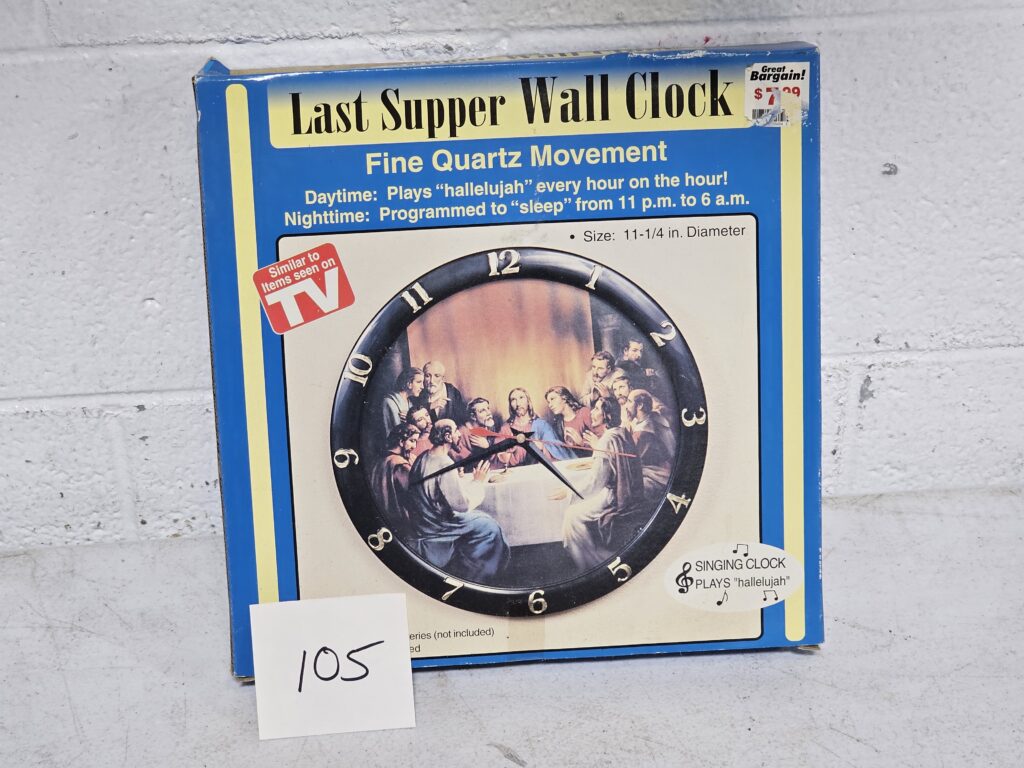 Last Supper Wall Clock
Great
Bargain!
$
Fine Quartz Movement
Daytime: Plays "hallelujah" every hour on the hour!
Nighttime: Programmed to "sleep" from 11 p.m. to 6 a.m.
• Size: 11-1/4 in. Diameter
Similar to
Items seen on
TV
12
1
2
3
4
5
6
7
8
9
10
11
SINGING CLOCK
PLAYS "hallelujah"
(not included)
105